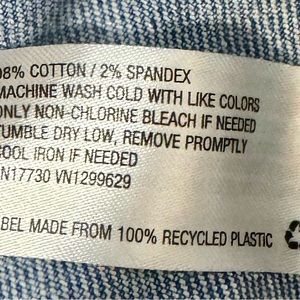 98% COTTON / 2% SPANDEX
MACHINE WASH COLD WITH LIKE COLORS
ONLY NON-CHLORINE BLEACH IF NEEDED
TUMBLE DRY LOW, REMOVE PROMPTLY
COOL IRON IF NEEDED
N17730 VN1299629
BEL MADE FROM 100% RECYCLED PLASTIC